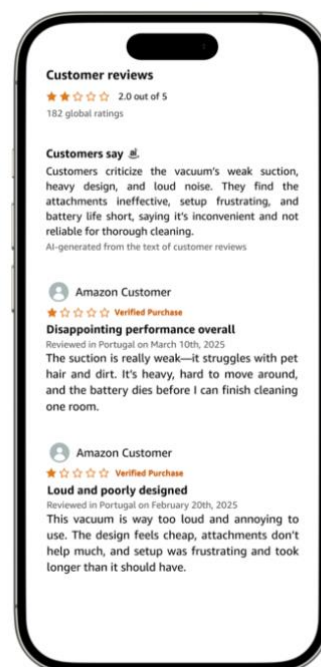 Customer reviews
2.0 out of 5
182 global ratings
Customers say ai
Customers criticize the vacuum's weak suction,
heavy design, and loud noise. They find the
attachments ineffective, setup frustrating, and
battery life short, saying it's inconvenient and not
reliable for thorough cleaning.
AI-generated from the text of customer reviews
Amazon Customer
Verified Purchase
Disappointing performance overall
Reviewed in Portugal on March 10th, 2025
The suction is really weak—it struggles with pet
hair and dirt. It's heavy, hard to move around,
and the battery dies before I can finish cleaning
one room.
Amazon Customer
Verified Purchase
Loud and poorly designed
Reviewed in Portugal on February 20th, 2025
This vacuum is way too loud and annoying to
use. The design feels cheap, attachments don't
help much, and setup was frustrating and took
longer than it should have.